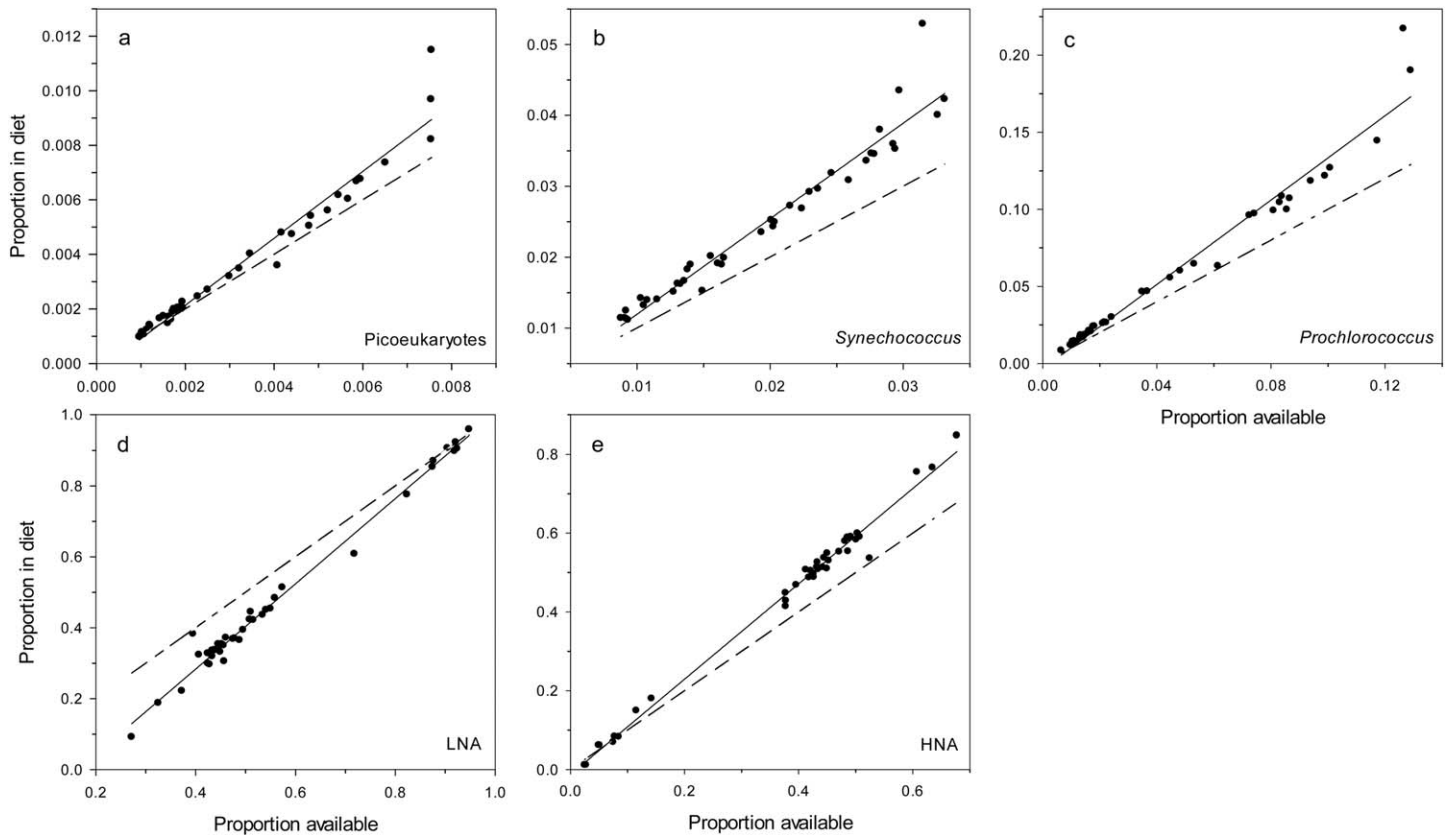 a
0.012
0.010
0.008
0.006
0.004
0.002
0.000
Proportion in diet
Picoeukaryotes
0.000 0.002 0.004 0.006 0.008
b
0.05
0.04
0.03
0.02
0.01
Synechococcus
0.01 0.02 0.03
c
0.20
0.15
0.10
0.05
0.00
Prochlorococcus
0.00 0.04 0.08 0.12
Proportion available
d
1.0
0.8
0.6
0.4
0.2
0.0
Proportion in diet
LNA
0.2 0.4 0.6 0.8 1.0
Proportion available
e
0.8
0.6
0.4
0.2
0.0
HNA
0.0 0.2 0.4 0.6
Proportion available